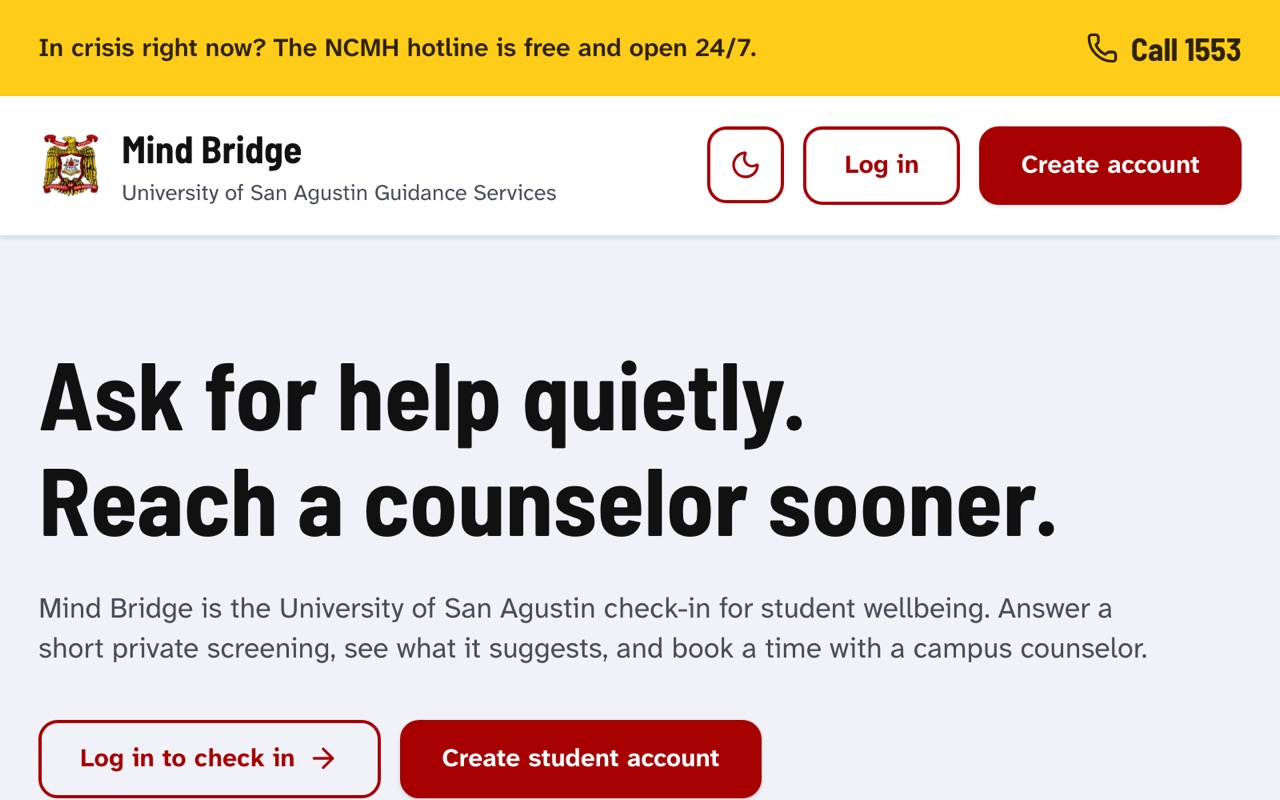 In crisis right now? The NCMH hotline is free and open 24/7.
Call 1553
Mind Bridge
University of San Agustin Guidance Services
Log in
Create account
Ask for help quietly.
Reach a counselor sooner.
Mind Bridge is the University of San Agustin check-in for student wellbeing. Answer a
short private screening, see what it suggests, and book a time with a campus counselor.
Log in to check in
Create student account